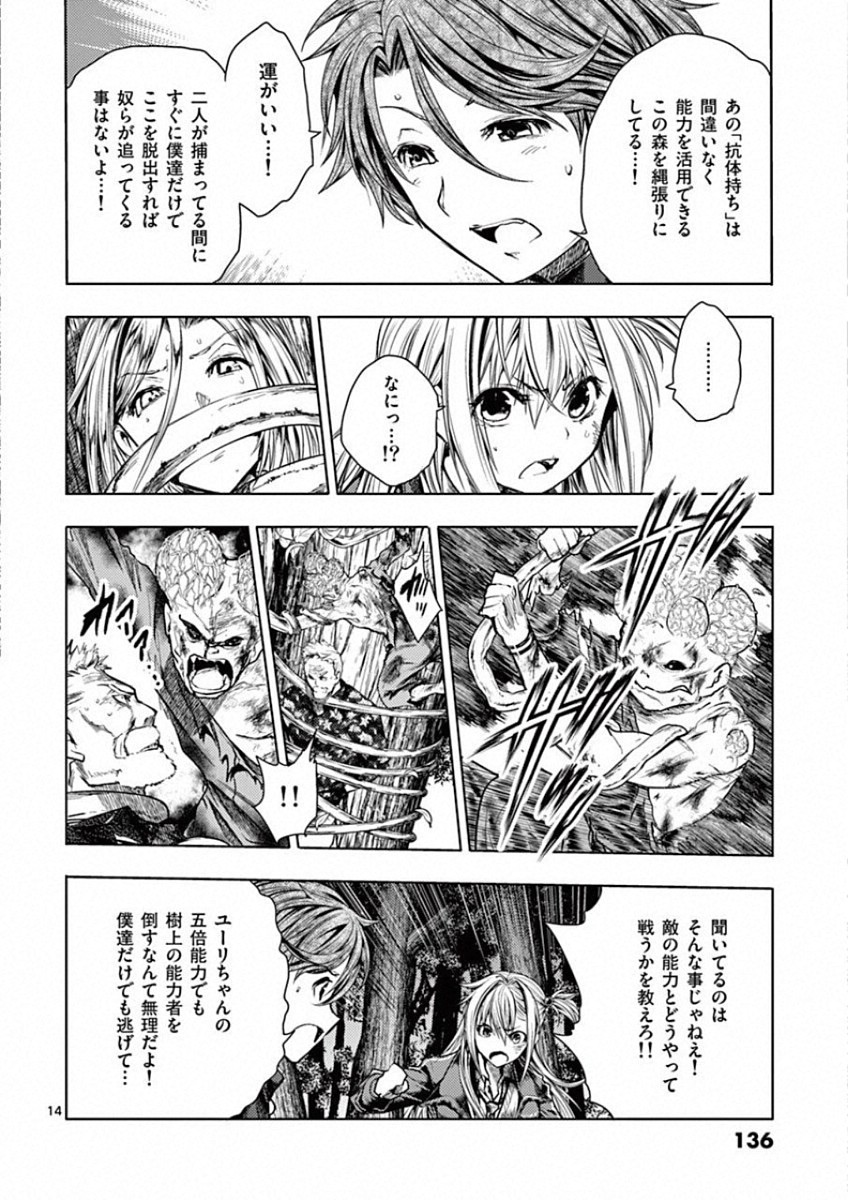 あの「抗体持ち」は
間違いなく
能力を活用できる
この森を縄張りに
してる…!
運がいい…!
二人が捕まってる間に
すぐに僕達だけで
ここを脱出すれば
奴らが追ってくる
事はないよ…!
………
なにっ…!?
!!
聞いてるのは
そんな事じゃねえ!
敵の能力とどうやって
戦うかを教えろ!!
ユーリちゃんの
五倍能力でも
樹上の能力者を
倒すなんて無理だよ!
僕達だけでも逃げて…
14
136